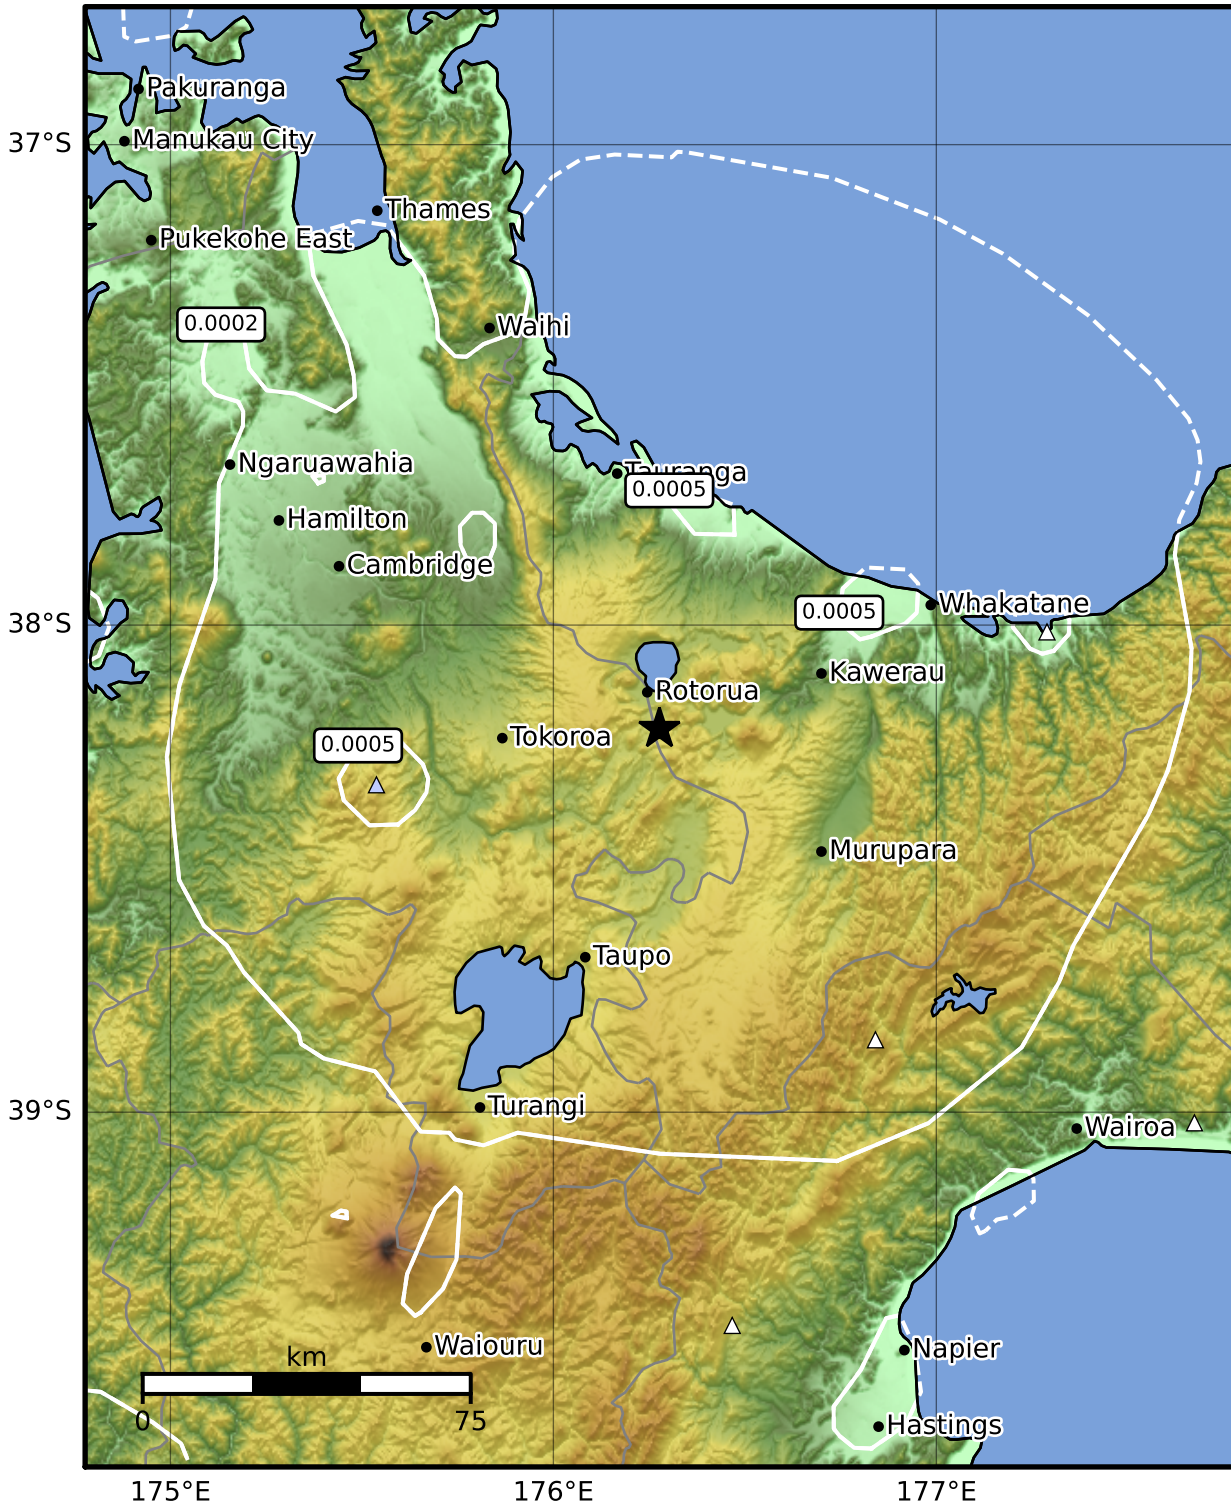 Pakuranga
37°S
Manukau City
Thames
Pukekohe East
0.0002
Waihi
Ngaruawahia
Tauranga
0.0005
Hamilton
Cambridge
38°S
0.0005
Whakatane
Kawerau
Rotorua
Tokoroa
0.0005
Murupara
Taupo
39°S
Turangi
Wairoa
Waiouru
Napier
km
0
75
Hastings
175°E
176°E
177°E